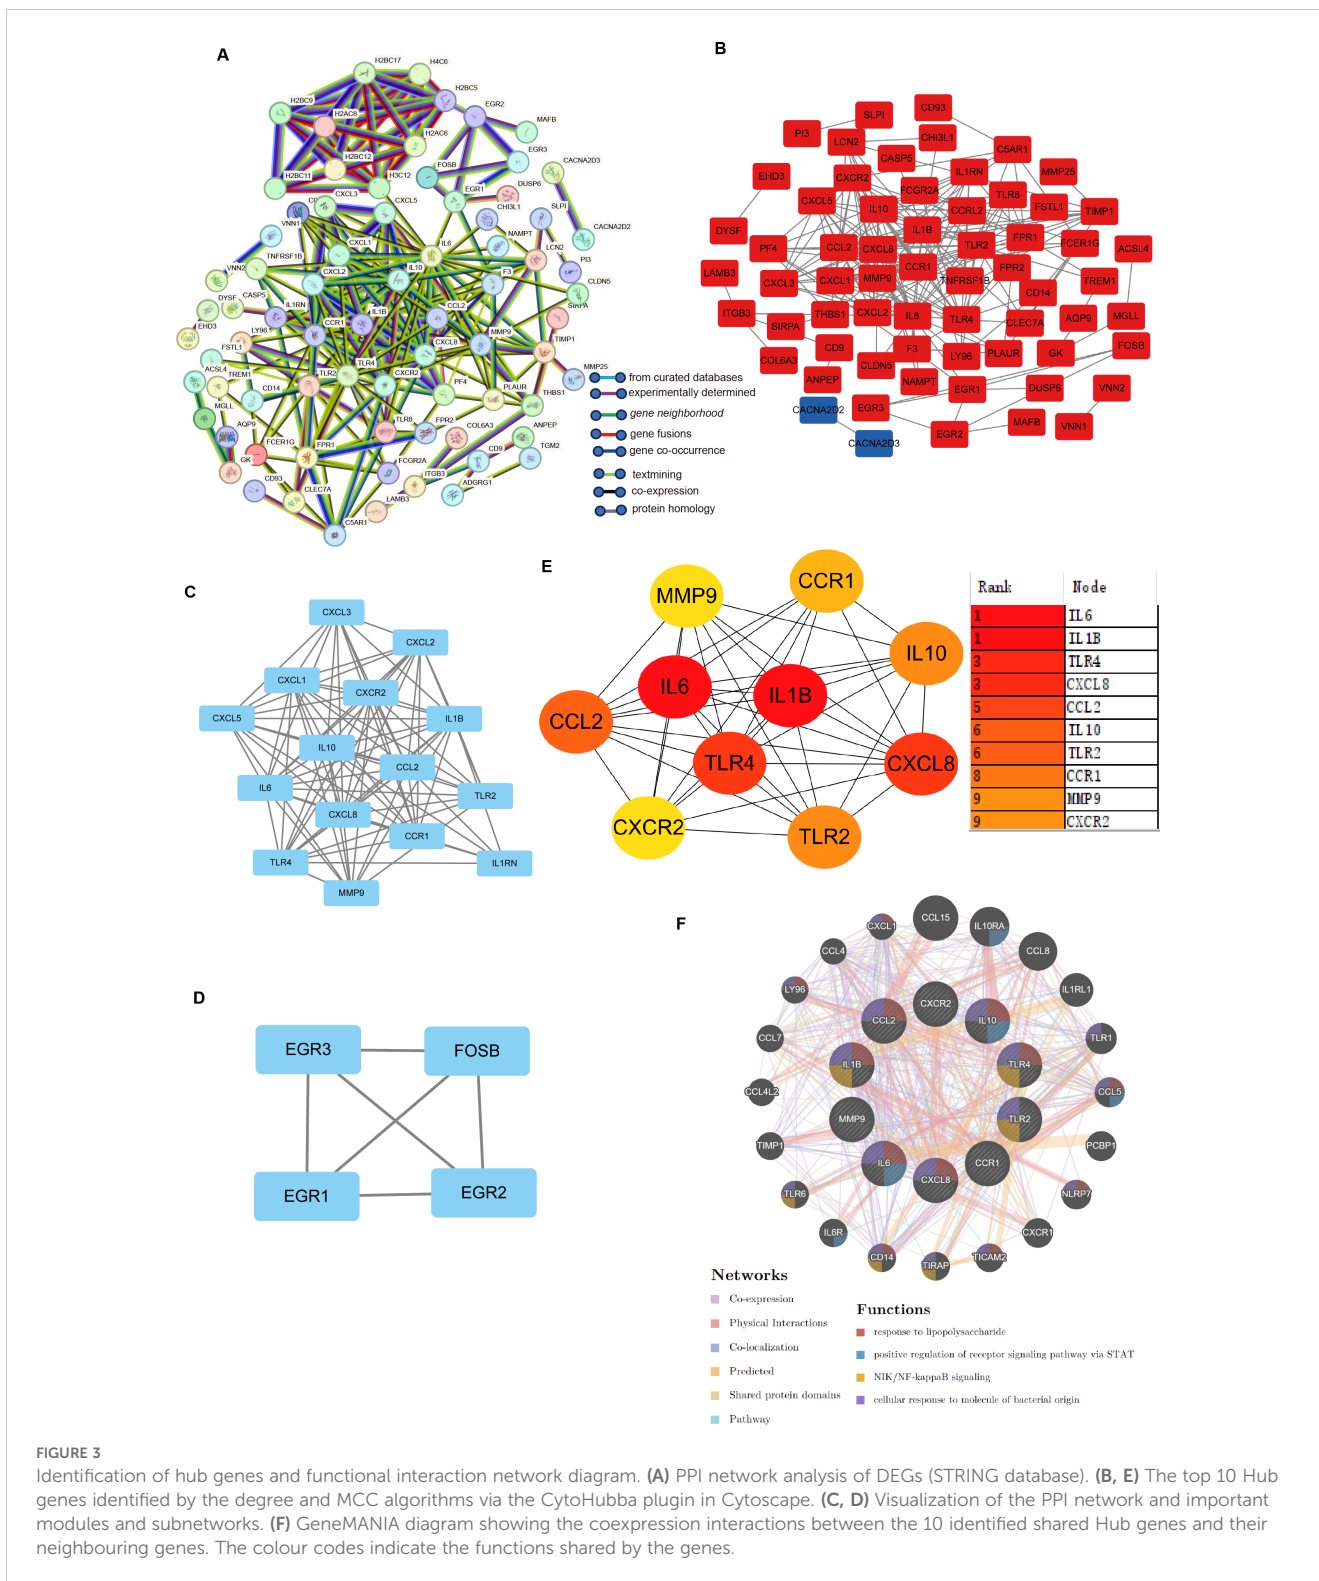 A
H2BC17
H4C6
H2BC5
H2BC9
EGR2
H2AC8
MAFB
H2AC6
H2BC12
EGR3
FOSB
CACNA2D3
H2BC11
H3C12
CXCL3
EGR1
DUSP6
CXCL5
CHI3L1
SLPI
VNN1
CACNA2D2
CXCL1
IL6
NAMPT
TNFRSF1B
LCN2
IL10
PI3
VNN2
CXCL2
F3
CLDN5
DYSF
CASP5
IL1RN
CCL2
SIRPA
IL1B
EHD3
CCR1
MMP9
LY96
TIMP1
FSTL1
CXCL8
TLR4
MMP25
ACSL4
TREM1
TLR2
CXCR2
CD14
PF4
PLAUR
THBS1
MGLL
AQP9
TLR8
FPR2
COL6A3
ANPEP
FCER1G
FPR1
CD9
TGM2
GK
FCGR2A
ITGB3
CD93
CLEC7A
ADGRG1
LAMB3
C5AR1
from curated databases
experimentally determined
gene neighborhood
gene fusions
gene co-occurrence
textmining
co-expression
protein homology
B
CD93
SLPI
PI3
LCN2
CHI3L1
C5AR1
CASP5
EHD3
CXCR2
IL1RN
MMP25
FCGR2A
TLR8
CXCL5
IL10
CCRL2
FSTL1
TIMP1
DYSF
IL1B
PF4
CCL2
CXCL8
TLR2
FPR1
FCER1G
ACSL4
LAMB3
CXCL3
CXCL1
MMP9
CCR1
TNFRSF1B
FPR2
TREM1
CD14
ITGB3
SIRPA
THBS1
CXCL2
IL6
TLR4
CLEC7A
AQP9
MGLL
COL6A3
CD9
F3
LY96
PLAUR
GK
FOSB
CLDN5
ANPEP
NAMPT
EGR1
DUSP6
VNN2
CACNA2D2
EGR3
EGR2
MAFB
VNN1
CACNA2D3
C
CXCL3
CXCL2
CXCL1
CXCR2
CXCL5
IL1B
IL10
CCL2
IL6
TLR2
CXCL8
CCR1
TLR4
IL1RN
MMP9
E
MMP9
CCR1
IL10
IL6
IL1B
CCL2
TLR4
CXCL8
CXCR2
TLR2
Rank Node
1 IL6
1 IL1B
3 TLR4
3 CXCL8
5 CCL2
6 IL10
6 TLR2
8 CCR1
9 MMP9
9 CXCR2
D
EGR3
FOSB
EGR1
EGR2
F
CCL15
CXCL1
IL10RA
CCL4
CCL8
LY96
IL1RL1
CXCR2
CCL2
IL10
CCL7
TLR1
IL1B
TLR4
CCL4L2
CCL5
MMP9
TLR2
TIMP1
PCBP1
IL6
CCR1
CXCL8
TLR6
NLRP7
IL6R
CXCR1
CD14
TIRAP
TICAM2
Networks
Co-expression
Physical Interactions
Co-localization
Predicted
Shared protein domains
Pathway
Functions
response to lipopolysaccharide
positive regulation of receptor signaling pathway via STAT
NIK/NF-kappaB signaling
cellular response to molecule of bacterial origin
FIGURE 3
Identification of hub genes and functional interaction network diagram. (A) PPI network analysis of DEGs (STRING database). (B, E) The top 10 Hub
genes identified by the degree and MCC algorithms via the CytoHubba plugin in Cytoscape. (C, D) Visualization of the PPI network and important
modules and subnetworks. (F) GeneMANIA diagram showing the coexpression interactions between the 10 identified shared Hub genes and their
neighbouring genes. The colour codes indicate the functions shared by the genes.